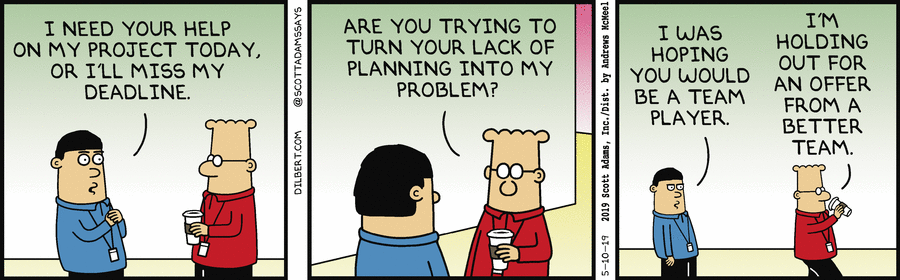 I NEED YOUR HELP
ON MY PROJECT TODAY,
OR I'LL MISS MY
DEADLINE.
DILBERT.COM @SCOTTADAMSSAYS
ARE YOU TRYING TO
TURN YOUR LACK OF
PLANNING INTO MY
PROBLEM?
5-10-19 2019 Scott Adams, Inc./Dist. by Andrews McMeel
I WAS
HOPING
YOU WOULD
BE A TEAM
PLAYER.
I'M
HOLDING
OUT FOR
AN OFFER
FROM A
BETTER
TEAM.